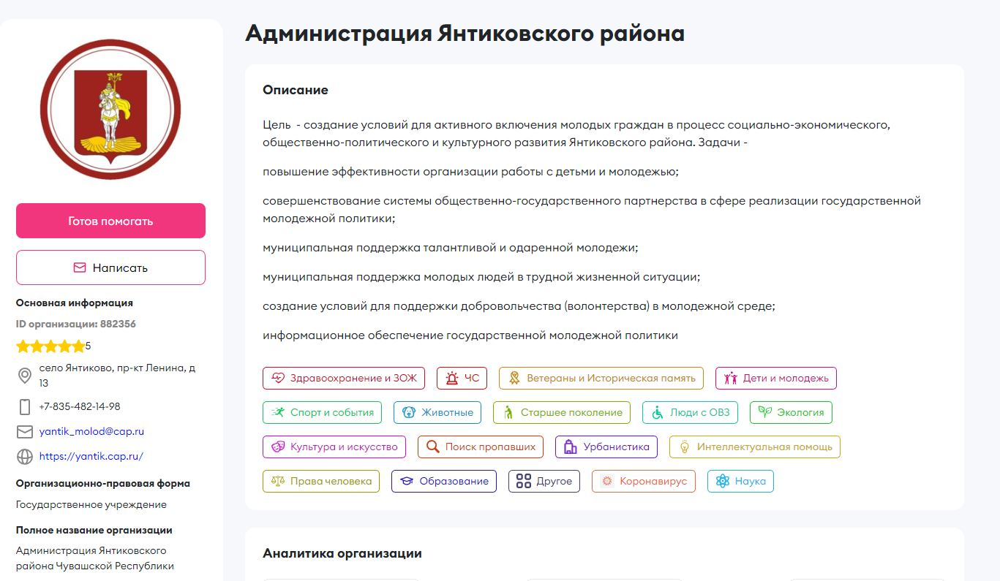 Администрация Янтиковского района
Готов помогать
Написать
Основная информация
ID организации: 882356
5
село Янтиково, пр-кт Ленина, д
13
+7-835-482-14-98
yantik_molod@cap.ru
https://yantik.cap.ru/
Организационно-правовая форма
Государственное учреждение
Полное название организации
Администрация Янтиковского
района Чувашской Республики
Описание
Цель - создание условий для активного включения молодых граждан в процесс социально-экономического,
общественно-политического и культурного развития Янтиковского района. Задачи -
повышение эффективности организации работы с детьми и молодежью;
совершенствование системы общественно-государственного партнерства в сфере реализации государственной
молодежной политики;
муниципальная поддержка талантливой и одаренной молодежи;
муниципальная поддержка молодых людей в трудной жизненной ситуации;
создание условий для поддержки добровольчества (волонтерства) в молодежной среде;
информационное обеспечение государственной молодежной политики
Здравоохранение и ЗОЖ ЧС Ветераны и Историческая память Дети и молодежь
Спорт и события Животные Старшее поколение Люди с ОВЗ Экология
Культура и искусство Поиск пропавших Урбанистика Интеллектуальная помощь
Права человека Образование Другое Коронавирус Наука
Аналитика организации